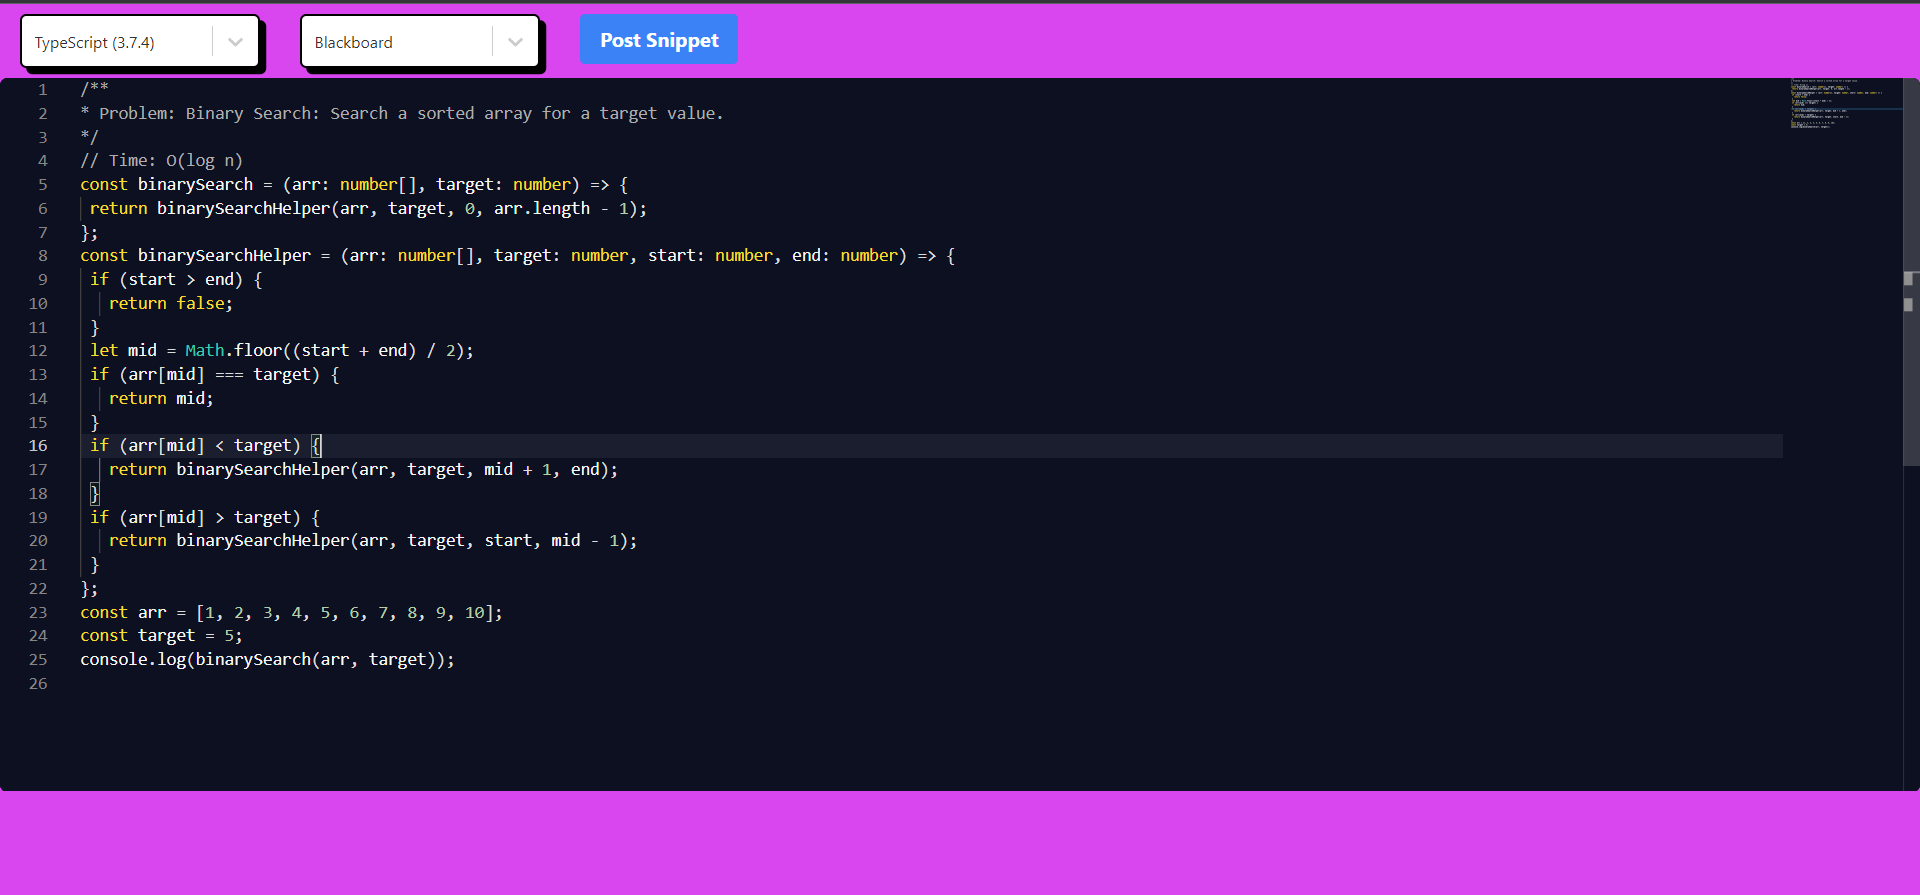 TypeScript (3.7.4) Blackboard Post Snippet
1 /**
2 * Problem: Binary Search: Search a sorted array for a target value.
3 */
4 // Time: O(log n)
5 const binarySearch = (arr: number[], target: number) => {
6 return binarySearchHelper(arr, target, 0, arr.length - 1);
7 };
8 const binarySearchHelper = (arr: number[], target: number, start: number, end: number) => {
9 if (start > end) {
10 return false;
11 }
12 let mid = Math.floor((start + end) / 2);
13 if (arr[mid] === target) {
14 return mid;
15 }
16 if (arr[mid] < target) {
17 return binarySearchHelper(arr, target, mid + 1, end);
18 }
19 if (arr[mid] > target) {
20 return binarySearchHelper(arr, target, start, mid - 1);
21 }
22 };
23 const arr = [1, 2, 3, 4, 5, 6, 7, 8, 9, 10];
24 const target = 5;
25 console.log(binarySearch(arr, target));
26